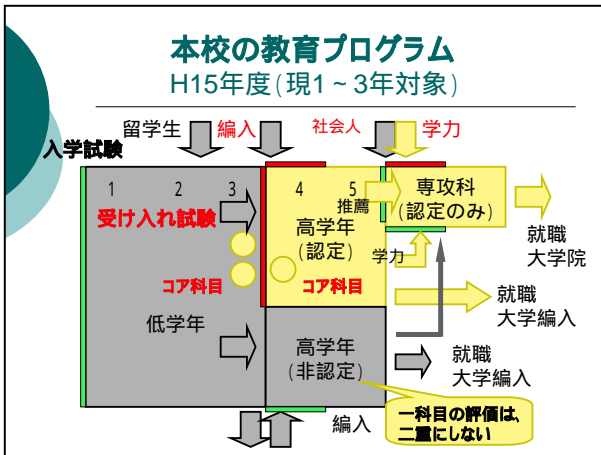 本校の教育プログラム
H15年度(現1~3年対象)
留学生
編入
社会人
学力
入学試験
1 2 3 4 5
専攻科
(認定のみ)
受け入れ試験
推薦
高学年
(認定)
学力
就職
大学院
コア科目
コア科目
就職
大学編入
低学年
高学年
(非認定)
就職
大学編入
編入
一科目の評価は、
二重にしない